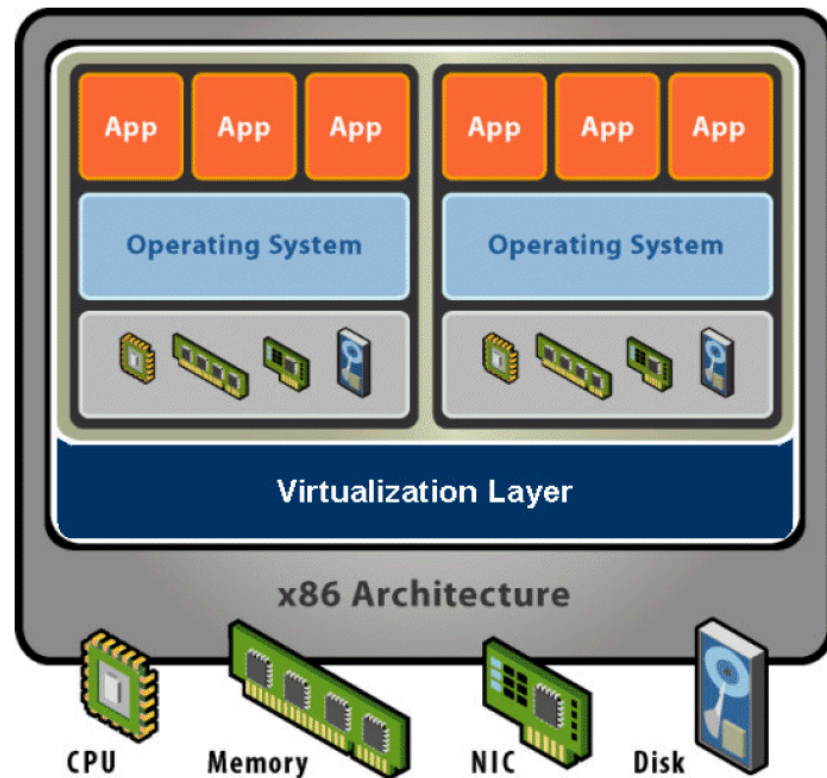 App App App App App App
Operating System Operating System
Virtualization Layer
x86 Architecture
CPU Memory NIC Disk